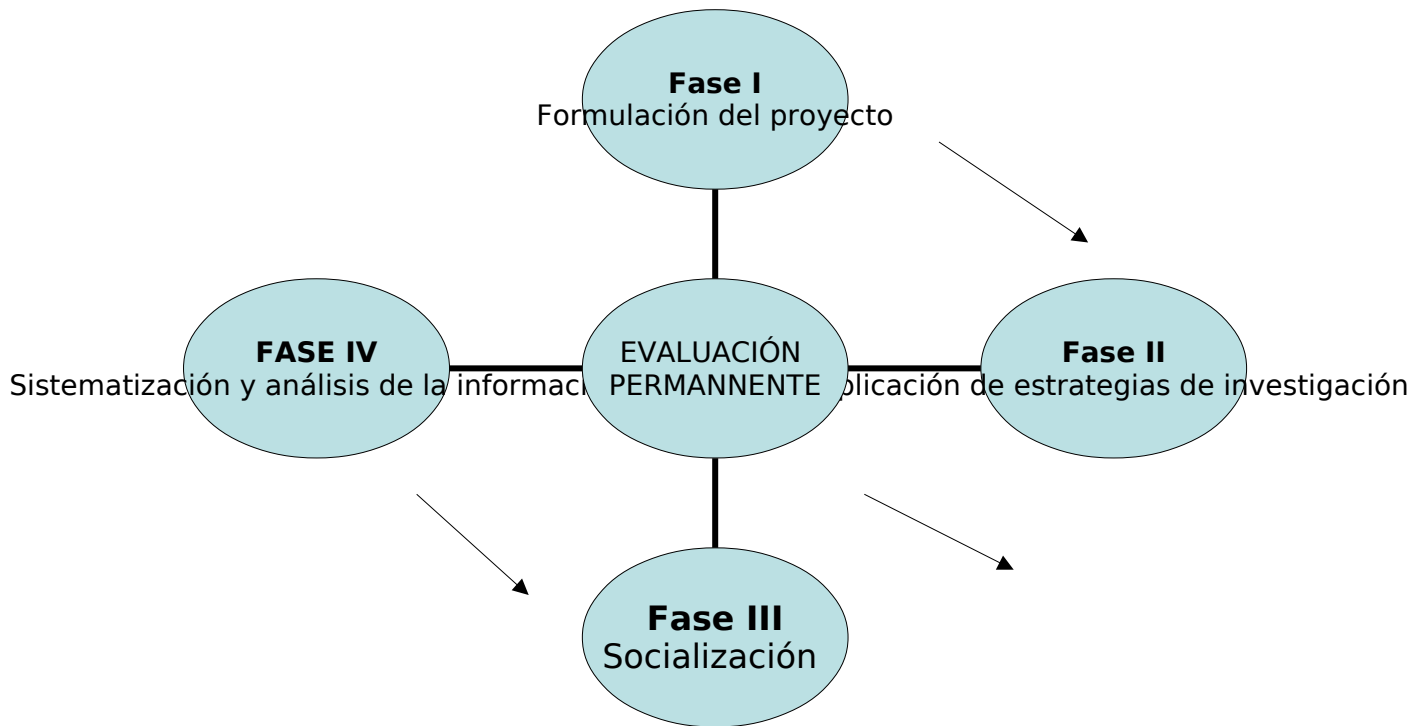 Fase I
Formulación del proyecto
FASE IV
Sistematización y análisis de la
EVALUACIÓN
PERMANNENTE
Fase II
de estrategias de investigación
Fase III
Socialización